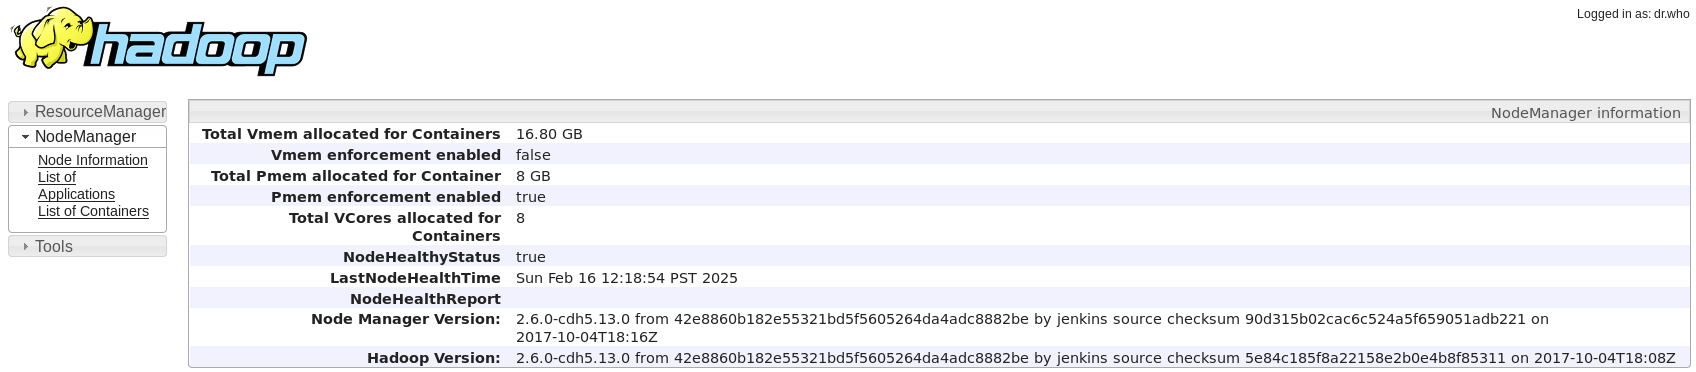 hadoop
Logged in as: dr.who
ResourceManager
NodeManager
Node Information
List of
Applications
List of Containers
Tools
NodeManager information
Total Vmem allocated for Containers 16.80 GB
Vmem enforcement enabled false
Total Pmem allocated for Container 8 GB
Pmem enforcement enabled true
Total VCores allocated for 8
Containers
NodeHealthyStatus true
LastNodeHealthTime Sun Feb 16 12:18:54 PST 2025
NodeHealthReport
Node Manager Version: 2.6.0-cdh5.13.0 from 42e8860b182e55321bd5f5605264da4adc8882be by jenkins source checksum 90d315b02cac6c524a5f659051adb221 on
2017-10-04T18:16Z
Hadoop Version: 2.6.0-cdh5.13.0 from 42e8860b182e55321bd5f5605264da4adc8882be by jenkins source checksum 5e84c185f8a22158e2b0e4b8f85311 on 2017-10-04T18:08Z